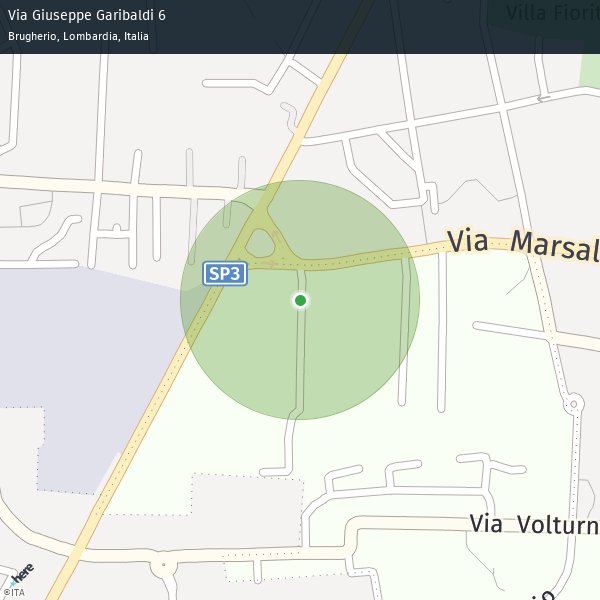 Via Giuseppe Garibaldi 6
Brugherio, Lombardia, Italia
Villa Fiorit
Via Marsal
SP3
Via Volturn
here
©ITA